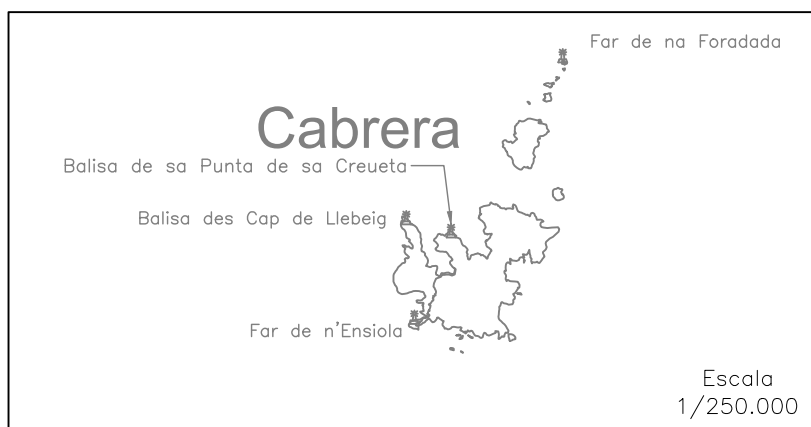 Far de na Foradada
Cabrera
Balisa de sa Punta de sa Creueta
Balisa des Cap de Llebeig
Far de n'Ensiola
Escala
1/250.000